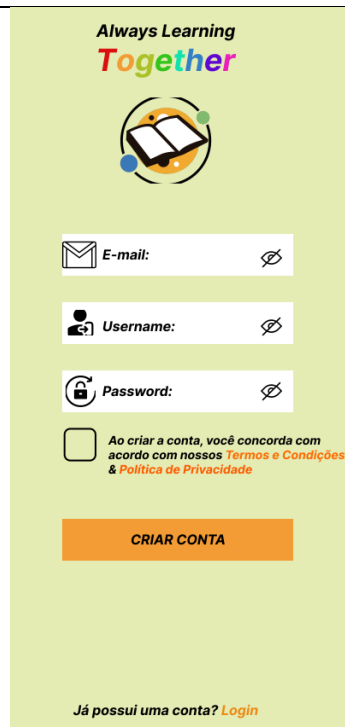 Always Learning
Together
E-mail:
Username:
Password:
Ao criar a conta, você concorda com
acordo com nossos Termos e Condições
& Política de Privacidade
CRIAR CONTA
Já possui uma conta? Login